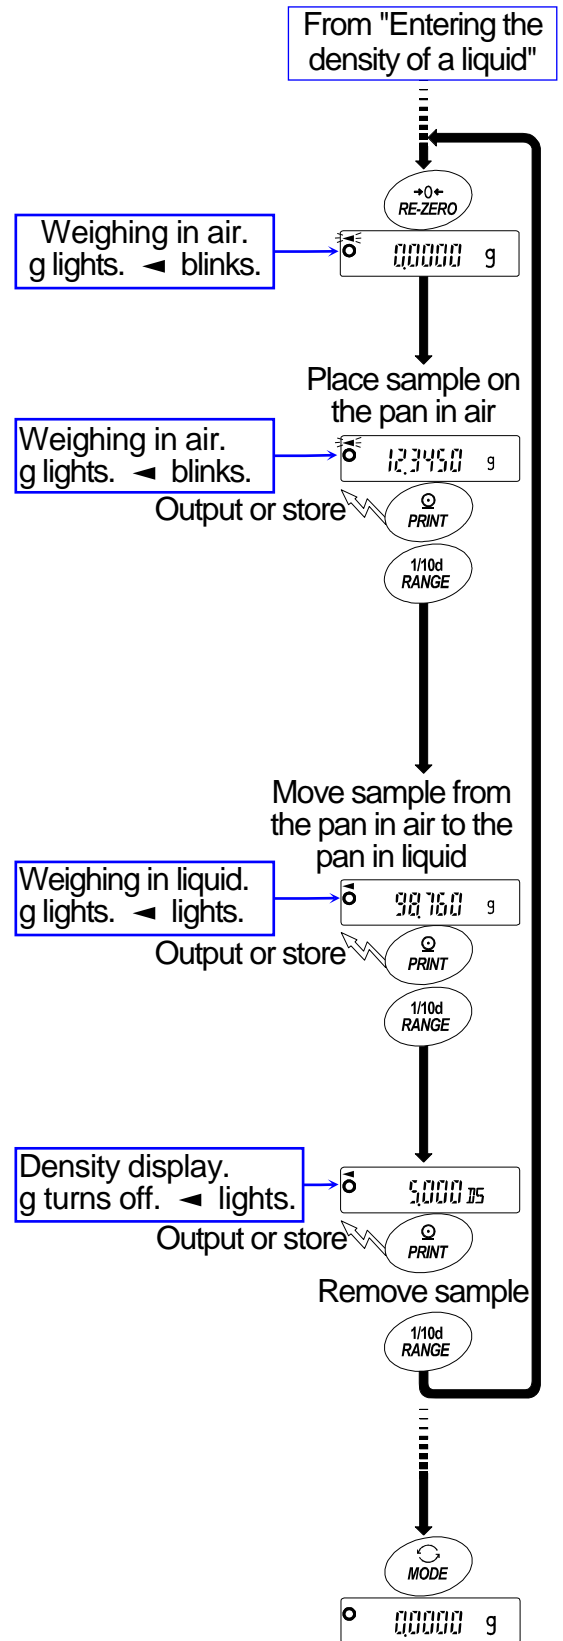 From "Entering the
density of a liquid"
→0←
RE-ZERO
Weighing in air.
g lights. ◄ blinks.
0.0000 g
Place sample on
the pan in air
Weighing in air.
g lights. ◄ blinks.
12.3450 g
Output or store
PRINT
1/10d
RANGE
Move sample from
the pan in air to the
pan in liquid
Weighing in liquid.
g lights. ◄ lights.
98.760 g
Output or store
PRINT
1/10d
RANGE
Density display.
g turns off. ◄ lights.
5.000 DS
Output or store
PRINT
Remove sample
1/10d
RANGE
MODE
0.0000 g